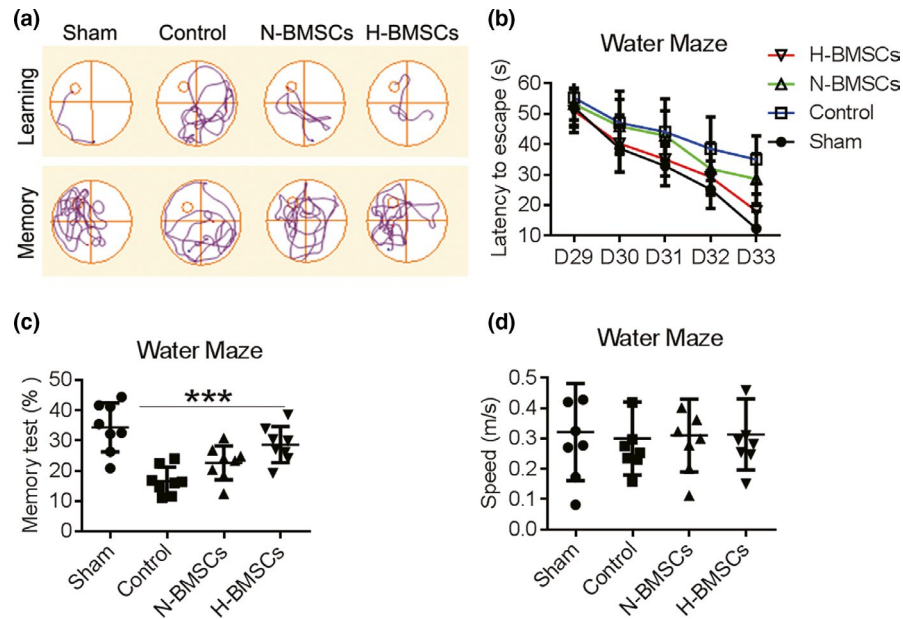 (a)
Sham Control N-BMSCs H-BMSCs
Learning
Memory
(b)
Water Maze
Latency to escape (s)
60
50
40
30
20
10
D29 D30 D31 D32 D33
H-BMSCs
N-BMSCs
Control
Sham
(c)
Water Maze
Memory test (% )
50
40
30
20
10
0
***
Sham
Control
N-BMSCs
H-BMSCs
(d)
Water Maze
Speed (m/s)
0.5
0.4
0.3
0.2
0.1
0.0
Sham
Control
N-BMSCs
H-BMSCs